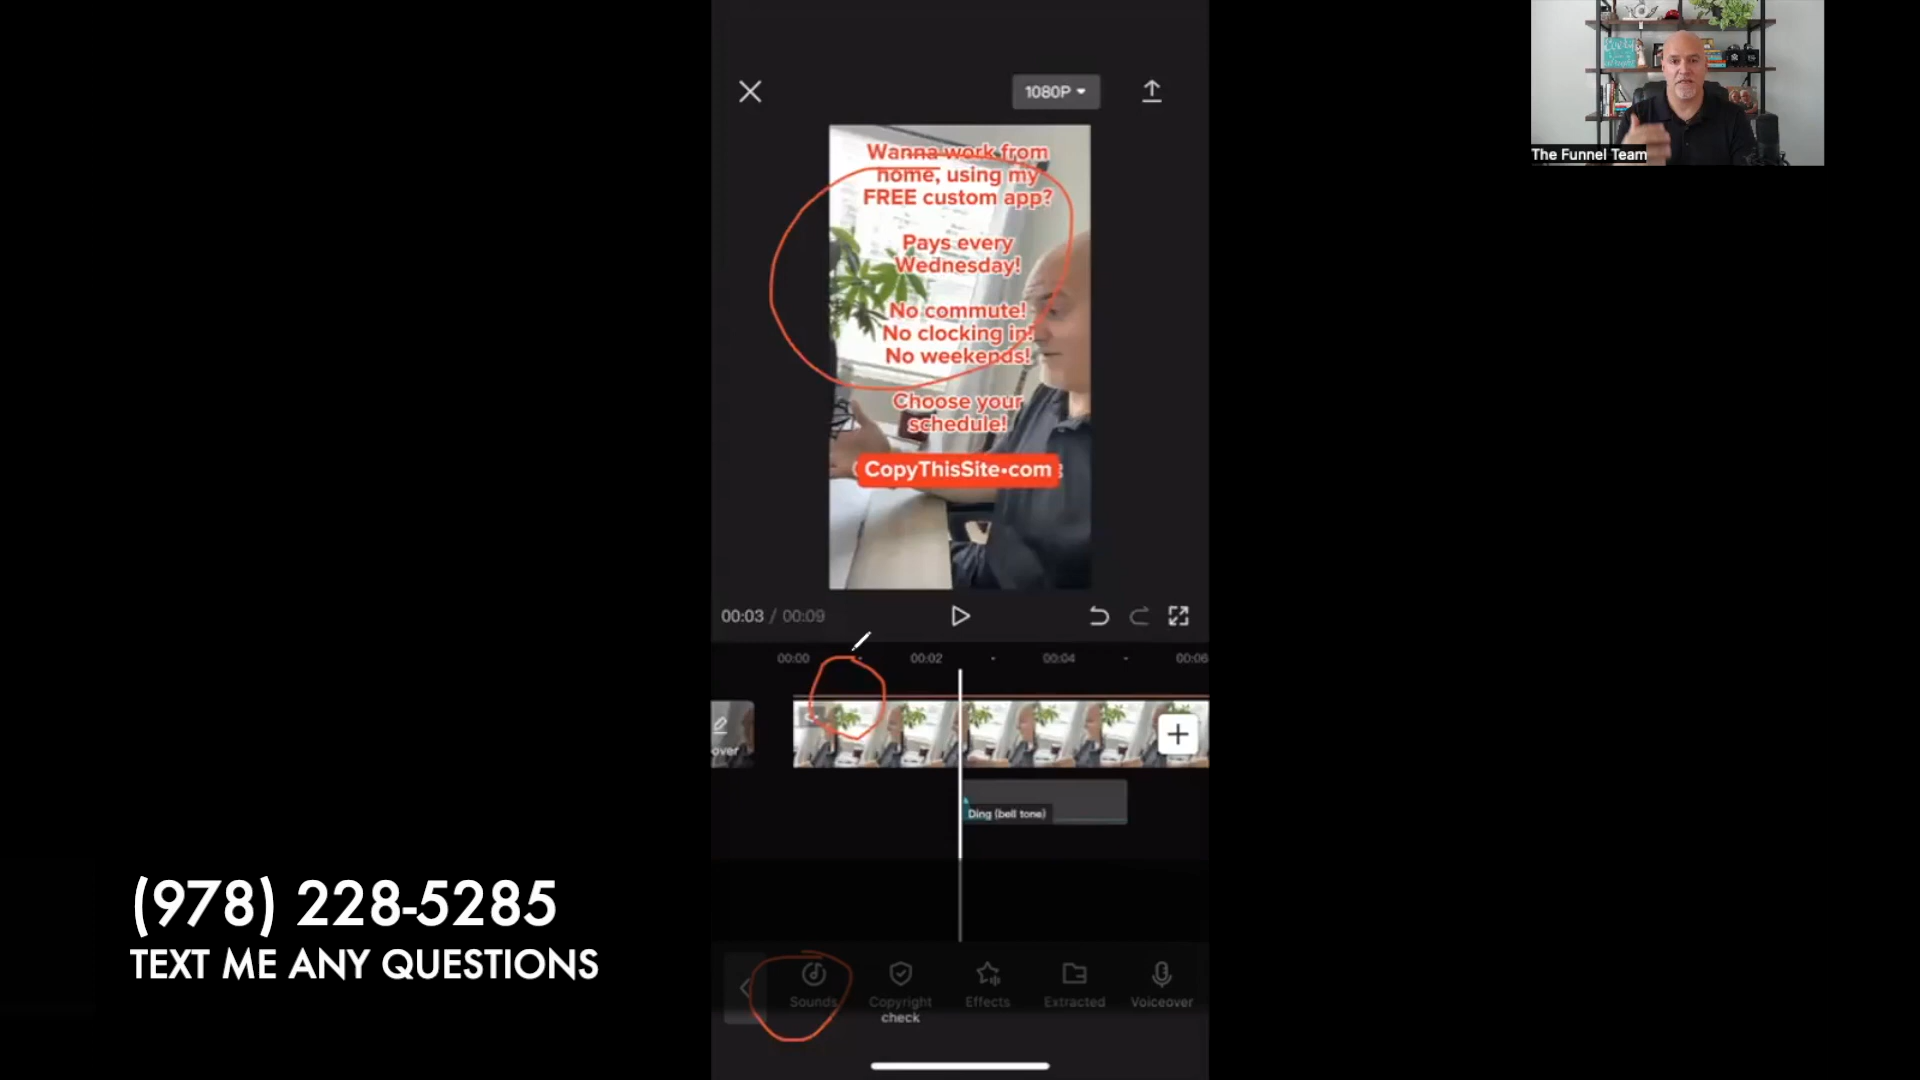 1080P
Wanna work from
home, using my
FREE custom app?
Pays every
Wednesday!
No commute!
No clocking in!
No weekends!
Choose your
schedule!
CopyThisSite•com
The Funnel Team
00:03 / 00:09
00:00 00:02 00:04 00:06
over
Ding (bell tone)
(978) 228-5285
TEXT ME ANY QUESTIONS
Sounds
Copyright
check
Effects
Extracted
Voiceover